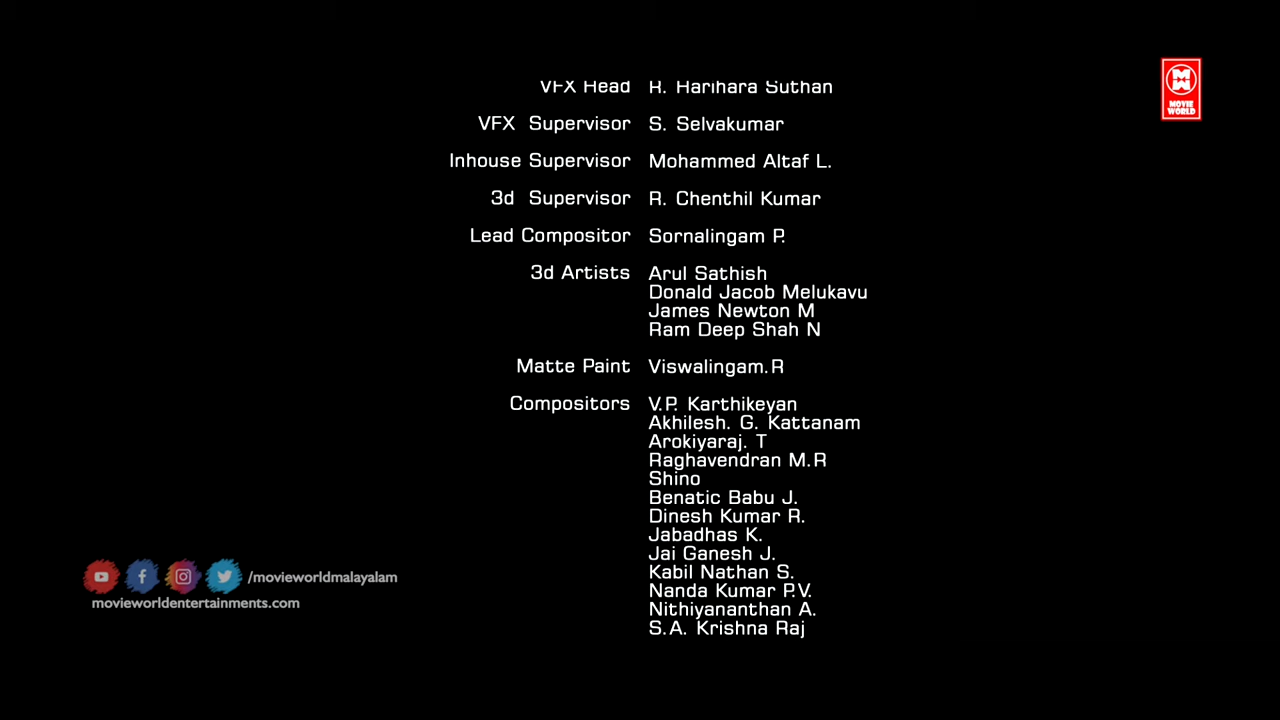 VFX Head R. Harihara Suthan
VFX Supervisor S. Selvakumar
Inhouse Supervisor Mohammed Altaf L.
3d Supervisor R. Chenthil Kumar
Lead Compositor Sornalingam P.
3d Artists Arul Sathish
Donald Jacob Melukavu
James Newton M
Ram Deep Shah N
Matte Paint Viswalingam.R
Compositors V.P. Karthikeyan
Akhilesh. G. Kattanam
Arokiyaraj. T
Raghavendran M.R
Shino
Benatic Babu J.
Dinesh Kumar R.
Jabadhas K.
Jai Ganesh J.
Kabil Nathan S.
Nanda Kumar P.V.
Nithiyananthan A.
S.A. Krishna Raj
MOVIE
WORLD
/movieworldmalayalam
movieworldentertainments.com